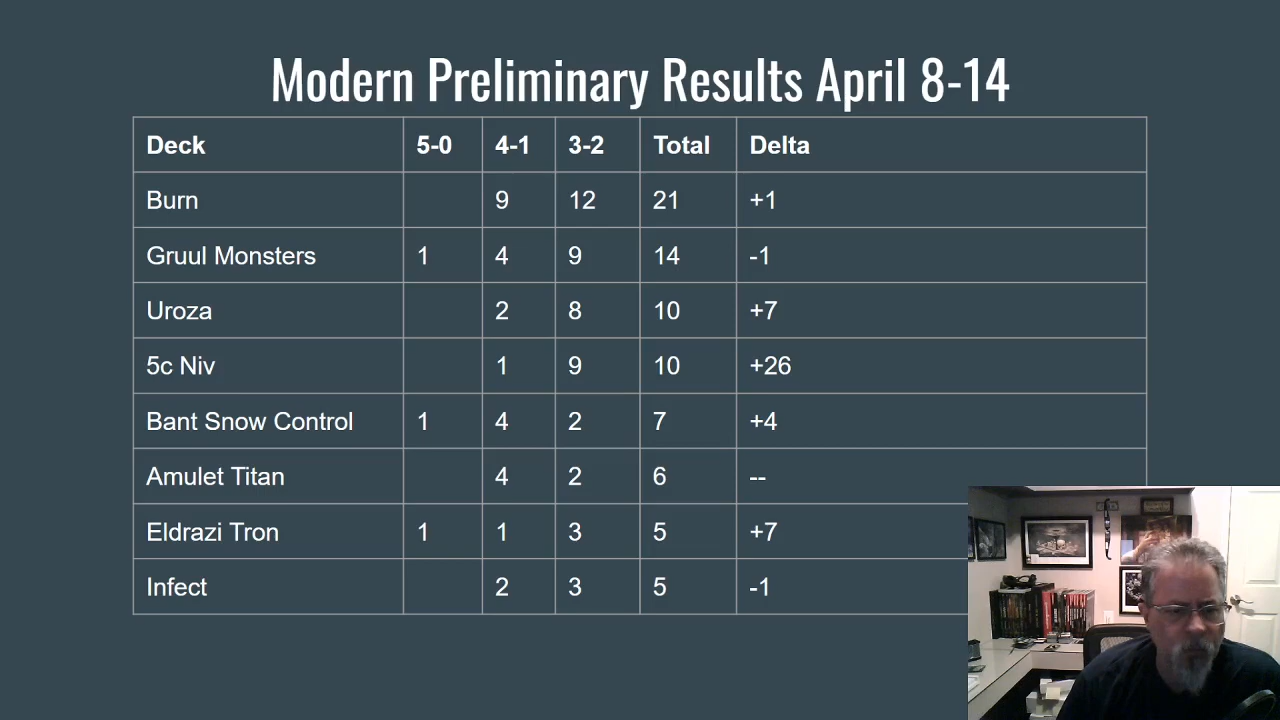 Modern Preliminary Results April 8-14
Deck 5-0 4-1 3-2 Total Delta
Burn 9 12 21 +1
Gruul Monsters 1 4 9 14 -1
Uroza 2 8 10 +7
5c Niv 1 9 10 +26
Bant Snow Control 1 4 2 7 +4
Amulet Titan 4 2 6 --
Eldrazi Tron 1 1 3 5 +7
Infect 2 3 5 -1